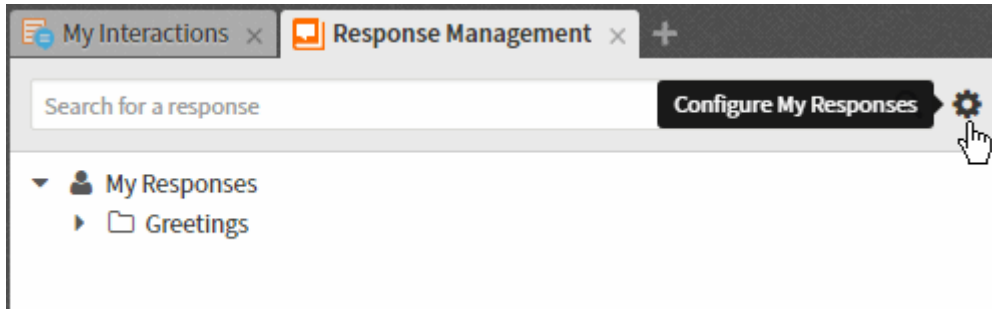 My Interactions
Response Management
Search for a response
Configure My Responses
My Responses
Greetings